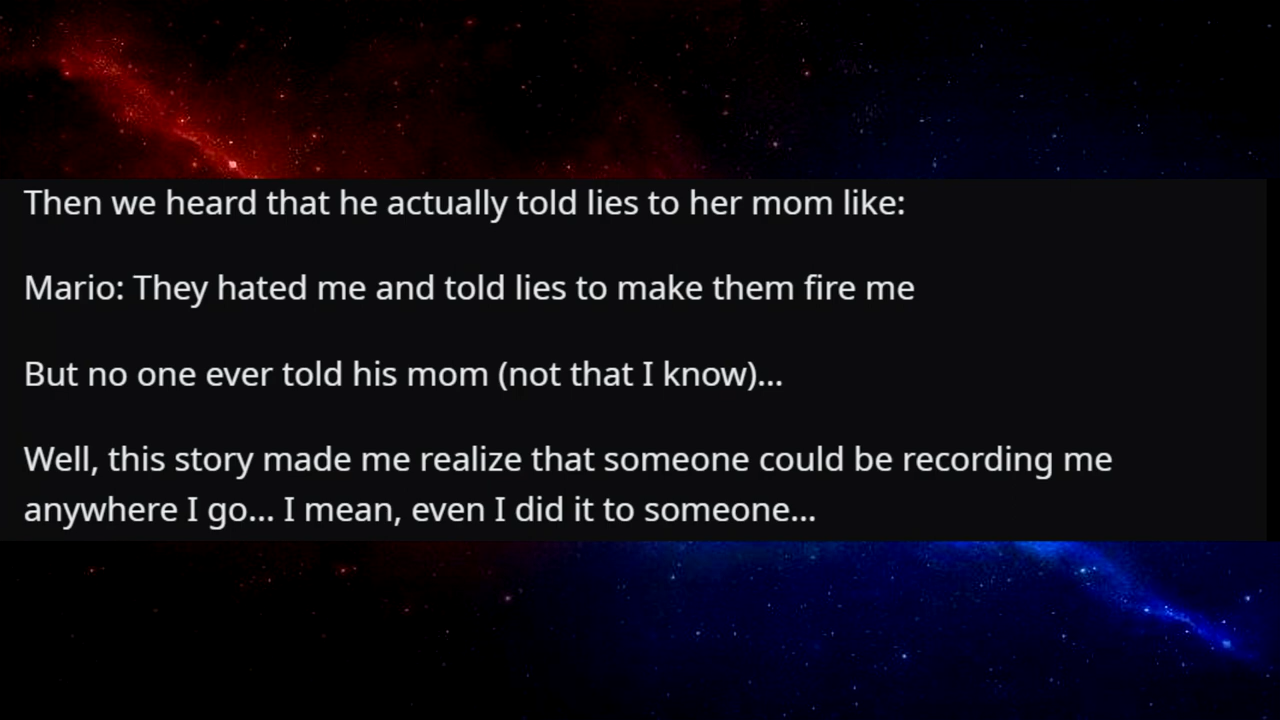 Then we heard that he actually told lies to her mom like:
Mario: They hated me and told lies to make them fire me
But no one ever told his mom (not that I know)...
Well, this story made me realize that someone could be recording me
anywhere I go... I mean, even I did it to someone...